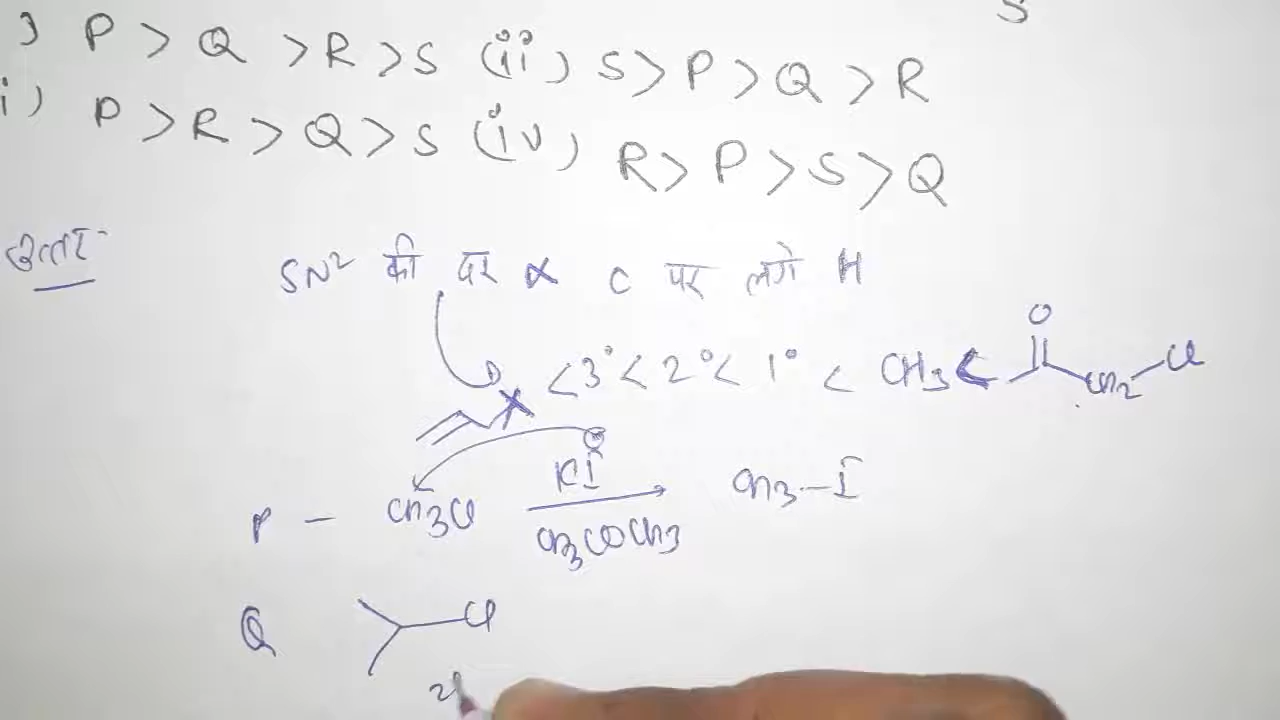 S
) P > Q > R > S (ii) S > P > Q > R
i) P > R > Q > S (iv) R > P > S > Q
उत्तर
SN² की दर ∝ C पर लगे H
X < 3° < 2° < 1° < CH₃ < O CH₂ Cl
P – CH₃Cl KI CH₃COCH₃ CH₃–I
Q Cl
2°